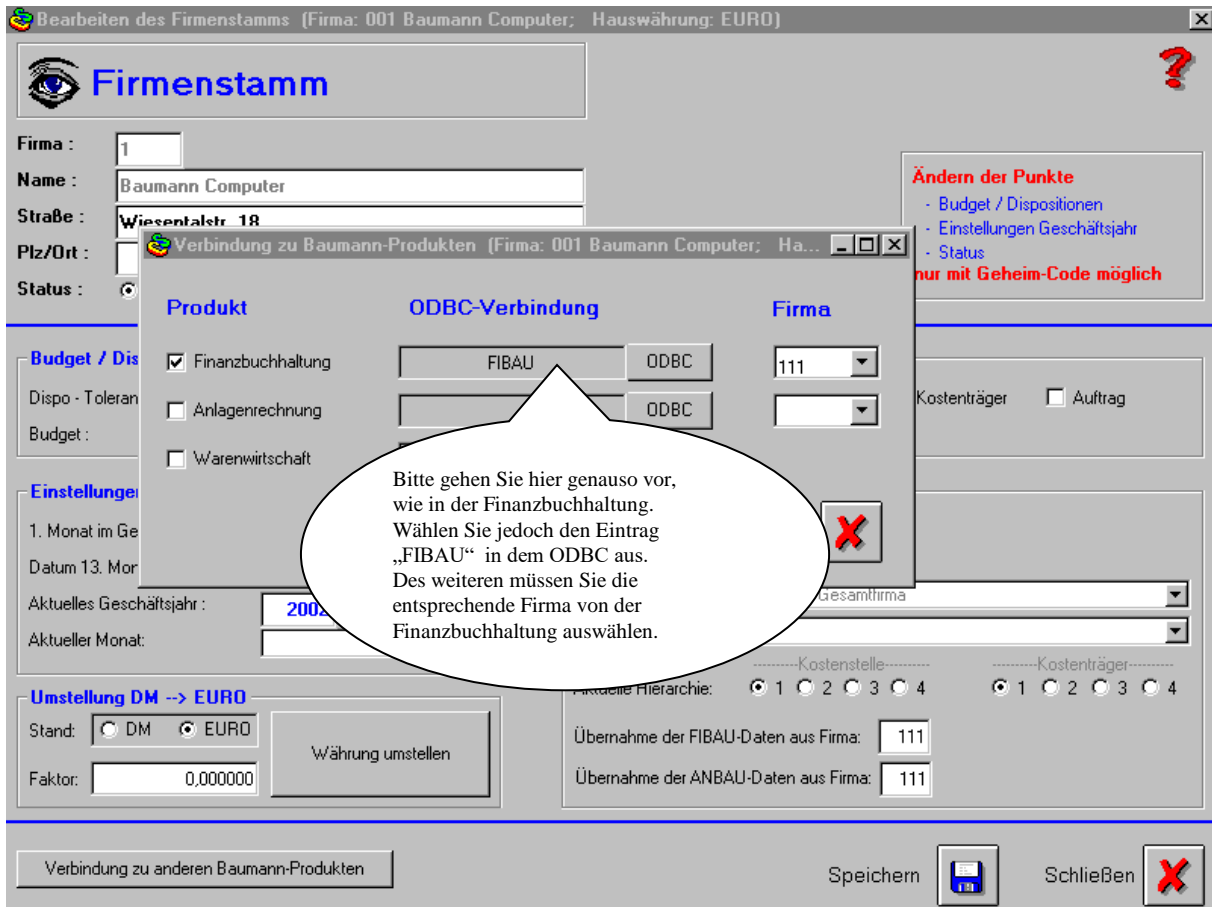 Bearbeiten des Firmenstamms (Firma: 001 Baumann Computer; Hauswährung: EURO)
Firmenstamm
Firma :
1
Name :
Baumann Computer
Straße :
Wiesentalstr. 18
Plz/Ort :
Status :
Ändern der Punkte
- Budget / Dispositionen
- Einstellungen Geschäftsjahr
- Status
nur mit Geheim-Code möglich
Verbindung zu Baumann-Produkten (Firma: 001 Baumann Computer; Ha...
Produkt ODBC-Verbindung Firma
Finanzbuchhaltung FIBAU ODBC 111
Anlagenrechnung ODBC
Warenwirtschaft
Bitte gehen Sie hier genauso vor,
wie in der Finanzbuchhaltung.
Wählen Sie jedoch den Eintrag
„FIBAU“ in dem ODBC aus.
Des weiteren müssen Sie die
entsprechende Firma von der
Finanzbuchhaltung auswählen.
Budget / Dis
Dispo - Toleran
Kostenträger Auftrag
Budget :
Einstellunge
1. Monat im Ge
Datum 13. Mor
Aktuelles Geschäftsjahr : 2002
Gesamtfirma
Aktueller Monat:
---------Kostenstelle--------- ---------Kostenträger---------
Aktuelle Hierarchie: 1 2 3 4 1 2 3 4
Umstellung DM --> EURO
Stand: DM EURO
Währung umstellen
Faktor: 0,000000
Übernahme der FIBAU-Daten aus Firma: 111
Übernahme der ANBAU-Daten aus Firma: 111
Verbindung zu anderen Baumann-Produkten
Speichern
Schließen